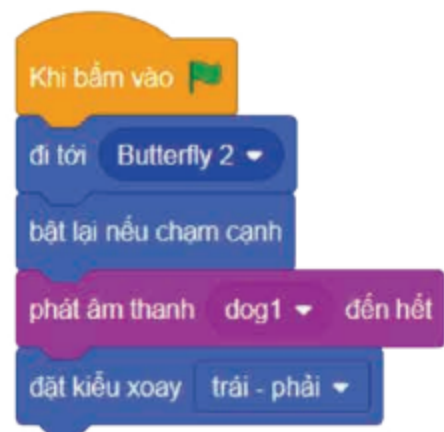 Khi bấm vào
đi tới Butterfly 2
bật lại nếu chạm cạnh
phát âm thanh dog1 đến hết
đặt kiểu xoay trái - phải